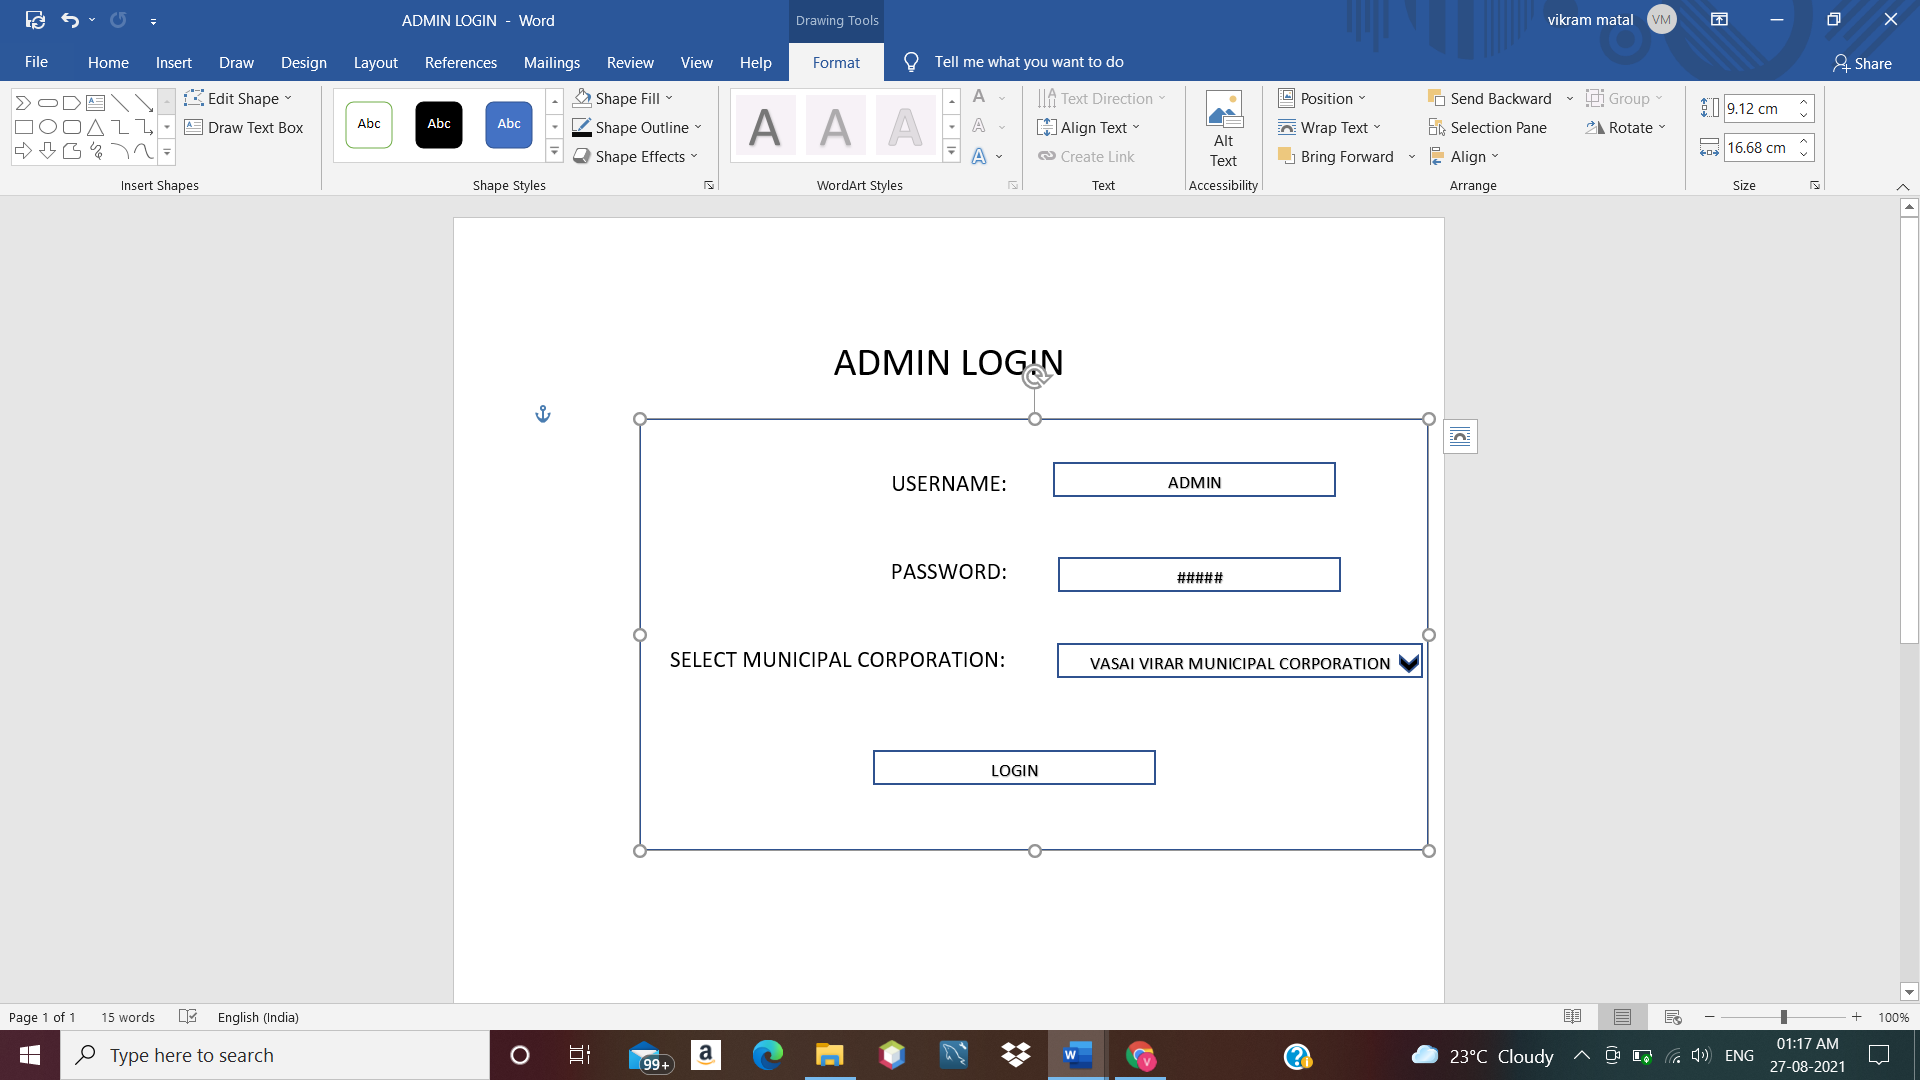 ADMIN LOGIN - Word
Drawing Tools
vikram matal
VM
File
Home
Insert
Draw
Design
Layout
References
Mailings
Review
View
Help
Format
Tell me what you want to do
Share
Edit Shape
Draw Text Box
Insert Shapes
Abc
Abc
Abc
Shape Fill
Shape Outline
Shape Effects
Shape Styles
A
A
A
A
A
A
WordArt Styles
Text Direction
Align Text
Create Link
Text
Alt
Text
Accessibility
Position
Wrap Text
Bring Forward
Send Backward
Selection Pane
Align
Group
Rotate
Arrange
9.12 cm
16.68 cm
Size
ADMIN LOGIN
USERNAME:
ADMIN
PASSWORD:
#####
SELECT MUNICIPAL CORPORATION:
VASAI VIRAR MUNICIPAL CORPORATION
LOGIN
Page 1 of 1
15 words
English (India)
100%
Type here to search
99+
a
W
V
23°C Cloudy
ENG
01:17 AM
27-08-2021